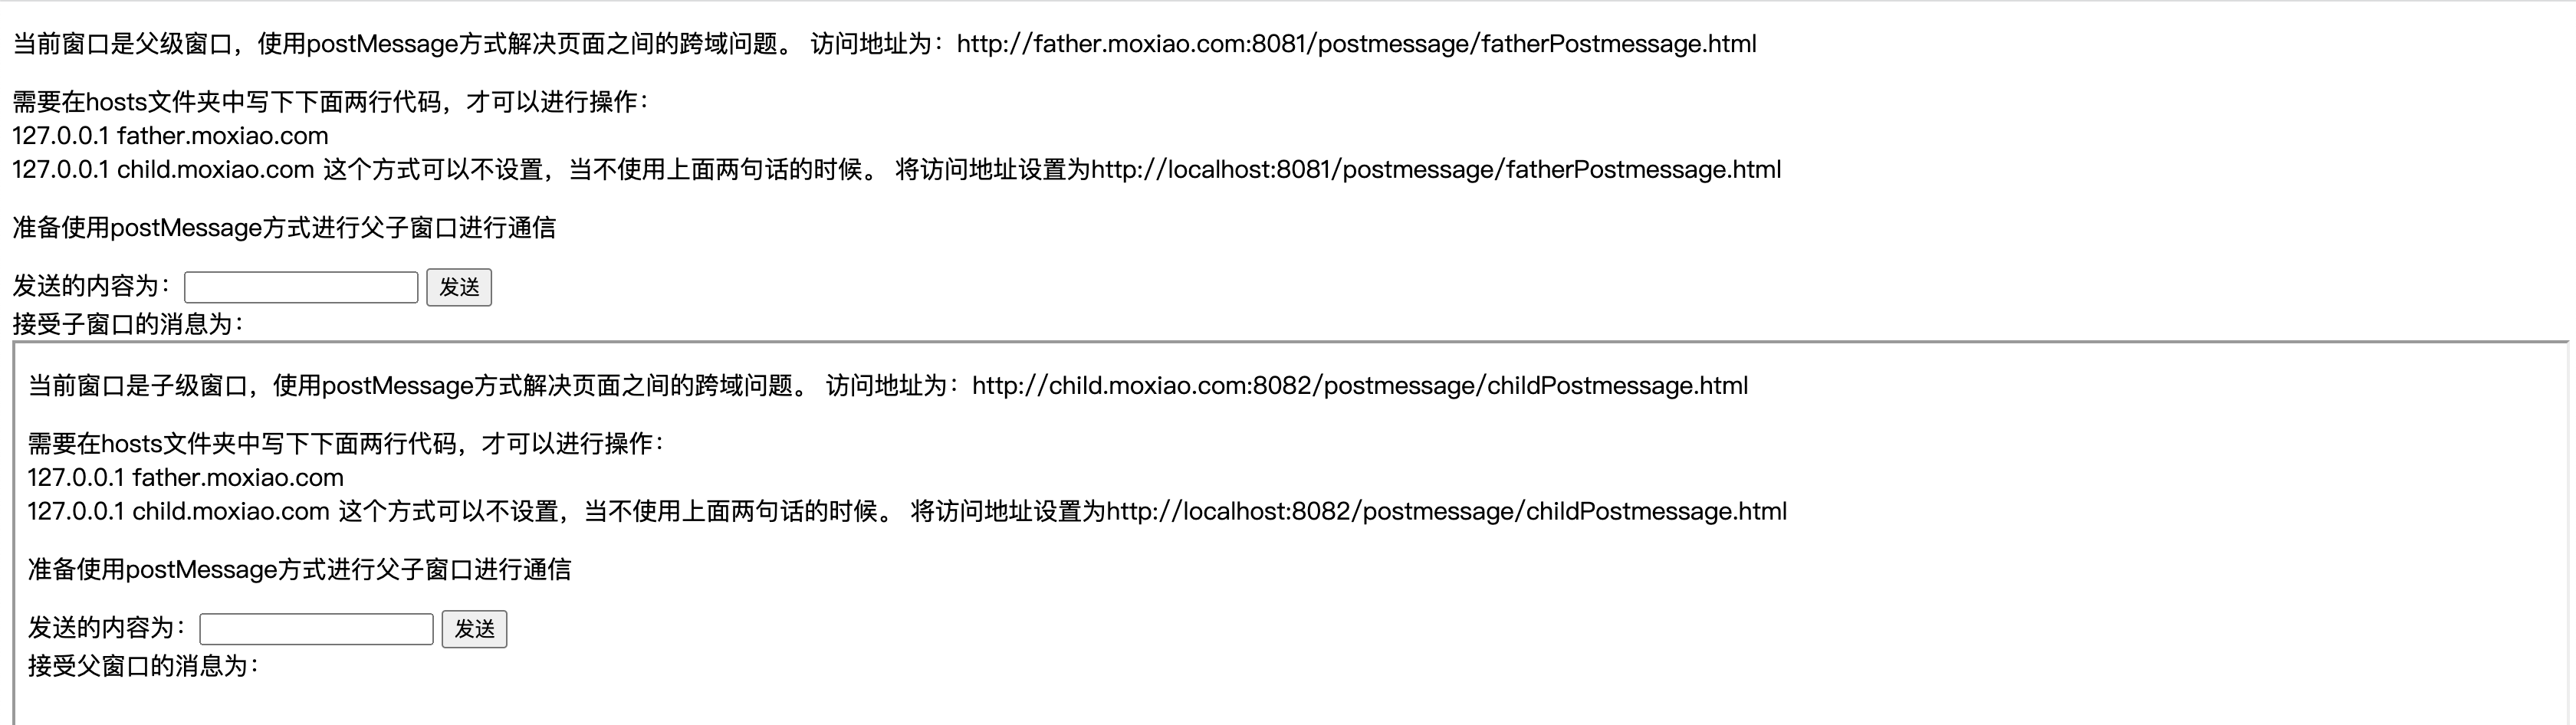 当前窗口是父级窗口，使用postMessage方式解决页面之间的跨域问题。 访问地址为：http://father.moxiao.com:8081/postmessage/fatherPostmessage.html
需要在hosts文件夹中写下下面两行代码，才可以进行操作：
127.0.0.1 father.moxiao.com
127.0.0.1 child.moxiao.com 这个方式可以不设置，当不使用上面两句话的时候。 将访问地址设置为http://localhost:8081/postmessage/fatherPostmessage.html
准备使用postMessage方式进行父子窗口进行通信
发送的内容为： 发送
接受子窗口的消息为：
当前窗口是子级窗口，使用postMessage方式解决页面之间的跨域问题。 访问地址为：http://child.moxiao.com:8082/postmessage/childPostmessage.html
需要在hosts文件夹中写下下面两行代码，才可以进行操作：
127.0.0.1 father.moxiao.com
127.0.0.1 child.moxiao.com 这个方式可以不设置，当不使用上面两句话的时候。 将访问地址设置为http://localhost:8082/postmessage/childPostmessage.html
准备使用postMessage方式进行父子窗口进行通信
发送的内容为： 发送
接受父窗口的消息为：